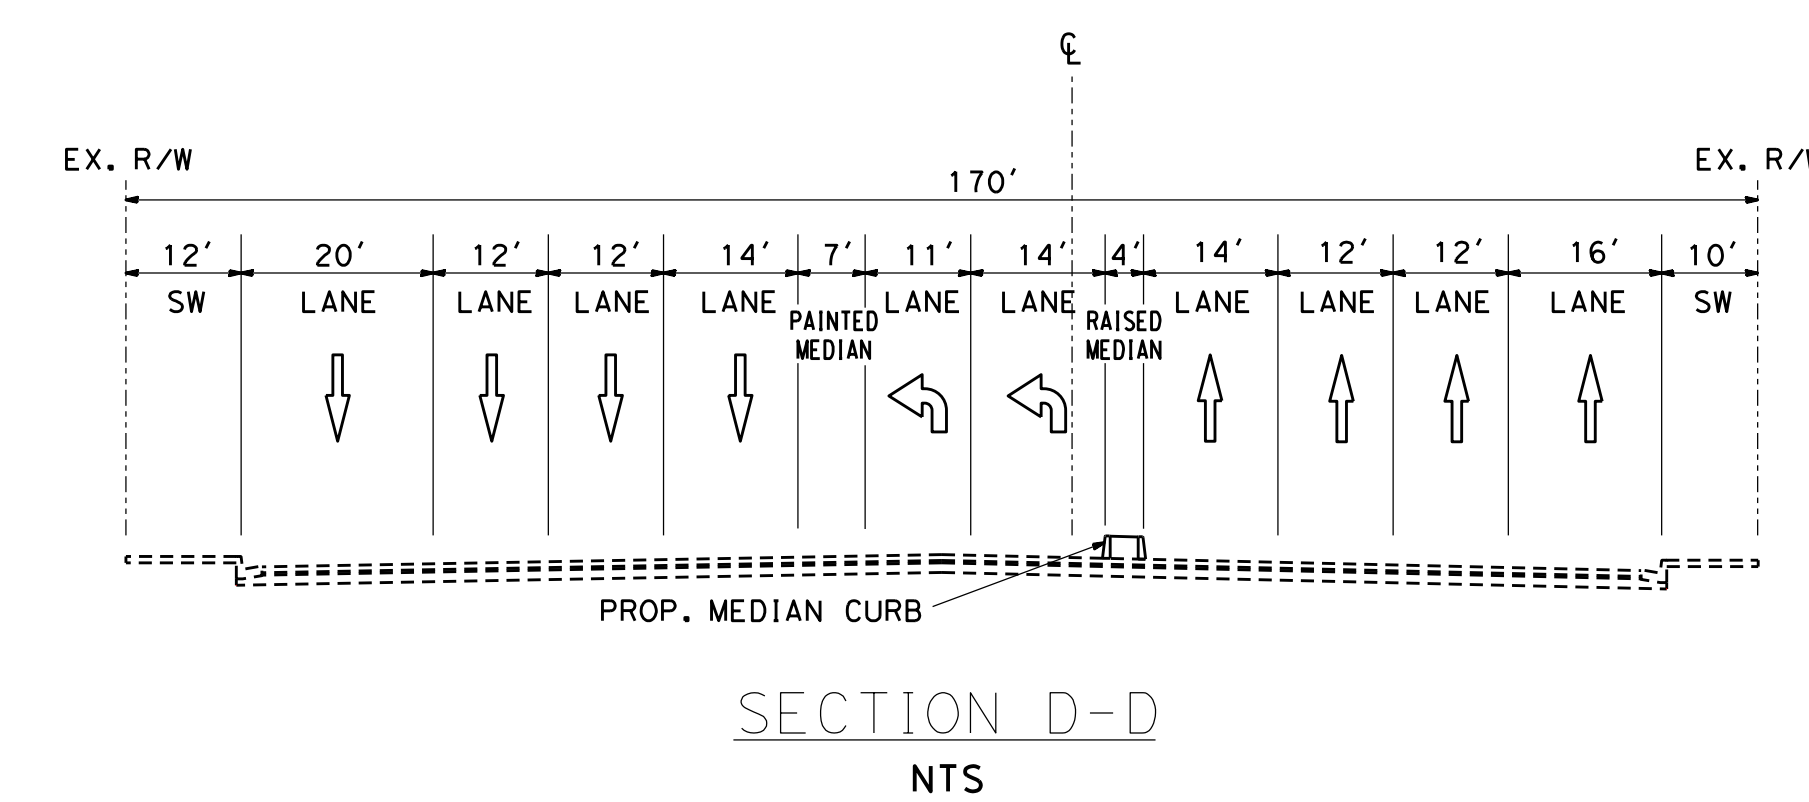 ℄
EX. R/W
EX. R/W
170'
12' 20' 12' 12' 14' 7' 11' 14' 4' 14' 12' 12' 16' 10'
SW LANE LANE LANE LANE LANE LANE LANE LANE LANE LANE SW
PAINTED MEDIAN
RAISED MEDIAN
PROP. MEDIAN CURB
SECTION D-D
NTS